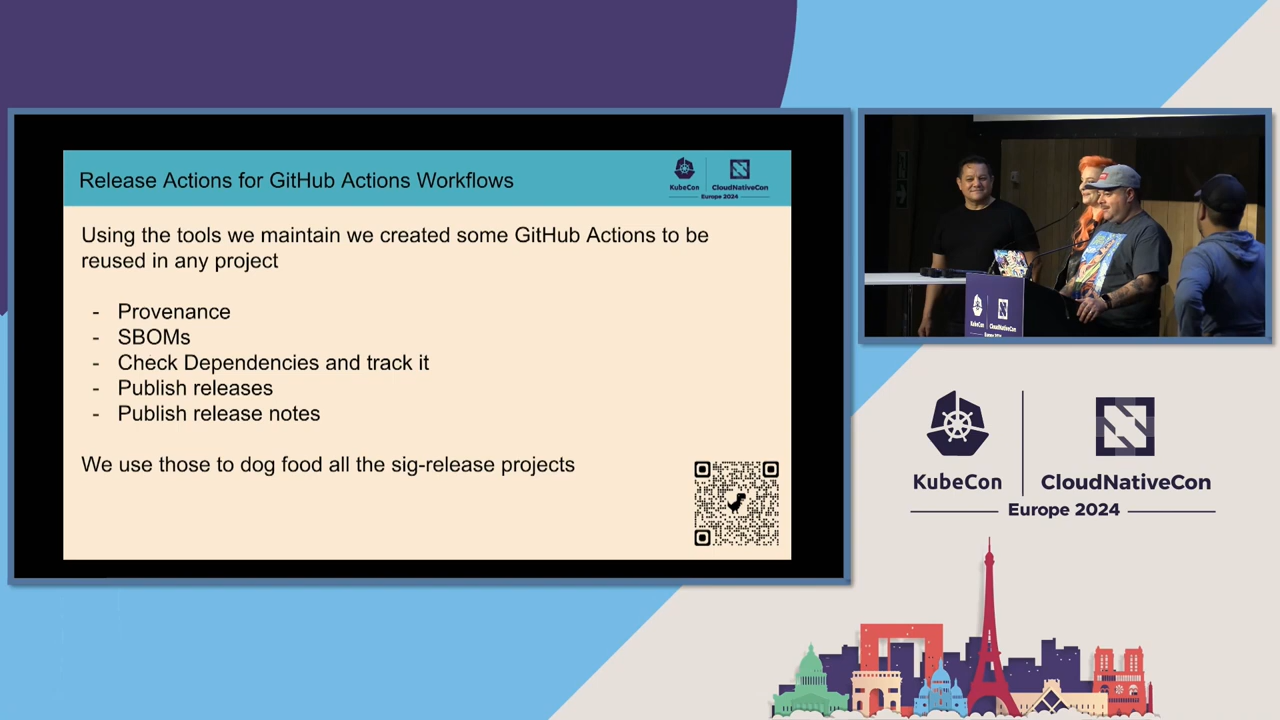 Release Actions for GitHub Actions Workflows
KubeCon
CloudNativeCon
Europe 2024
Using the tools we maintain we created some GitHub Actions to be
reused in any project
- Provenance
- SBOMs
- Check Dependencies and track it
- Publish releases
- Publish release notes
We use those to dog food all the sig-release projects
KubeCon
CloudNativeCon
Europe 2024